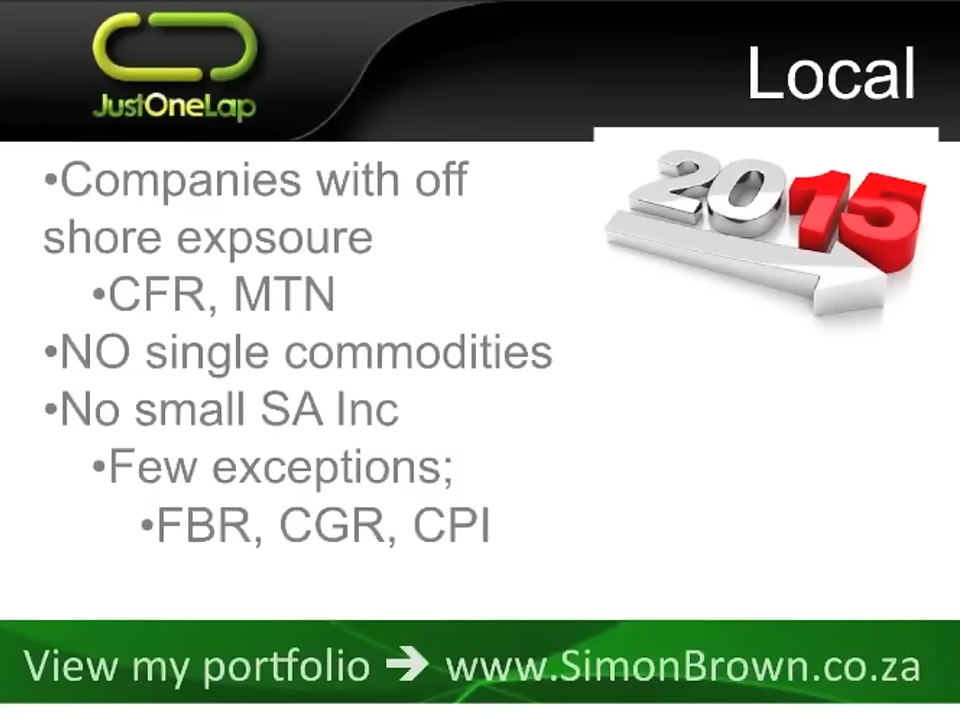 JustOneLap
Local
2015
•Companies with off
shore expsoure
•CFR, MTN
•NO single commodities
•No small SA Inc
•Few exceptions;
•FBR, CGR, CPI
View my portfolio ➔ www.SimonBrown.co.za